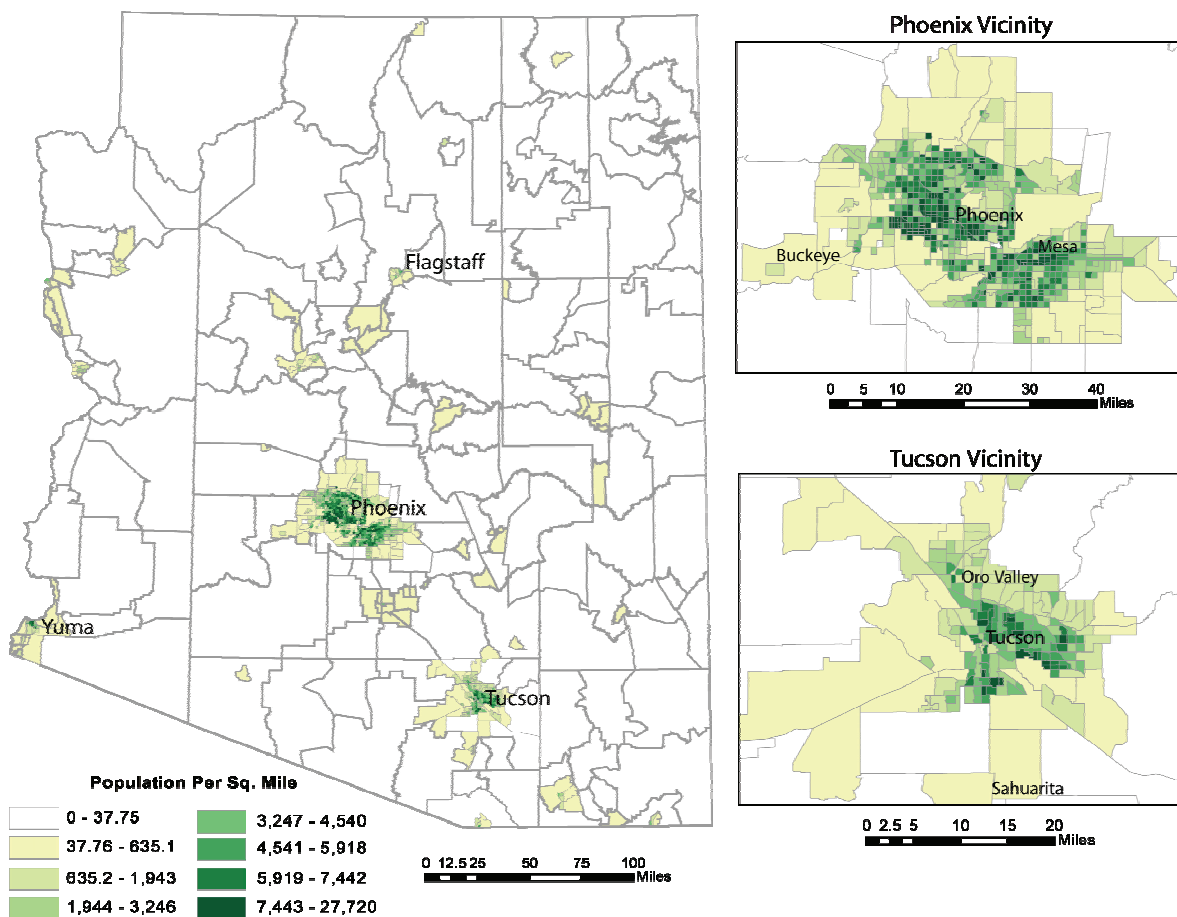 Flagstaff
Phoenix
Yuma
Tucson
Population Per Sq. Mile
0 - 37.75
37.76 - 635.1
635.2 - 1,943
1,944 - 3,246
3,247 - 4,540
4,541 - 5,918
5,919 - 7,442
7,443 - 27,720
0 12.5 25 50 75 100
Miles
Phoenix Vicinity
Phoenix
Mesa
Buckeye
0 5 10 20 30 40
Miles
Tucson Vicinity
Oro Valley
Tucson
Sahuarita
0 2.5 5 10 15 20
Miles